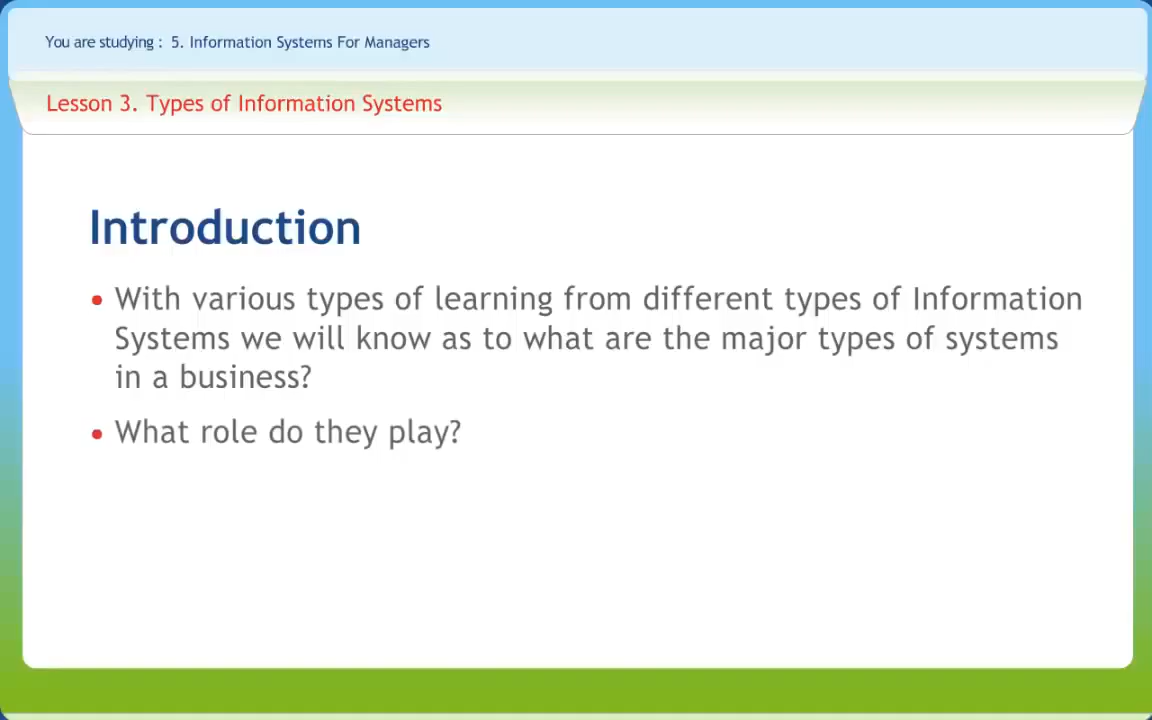 You are studying : 5. Information Systems For Managers
Lesson 3. Types of Information Systems
Introduction
• With various types of learning from different types of Information
Systems we will know as to what are the major types of systems
in a business?
• What role do they play?